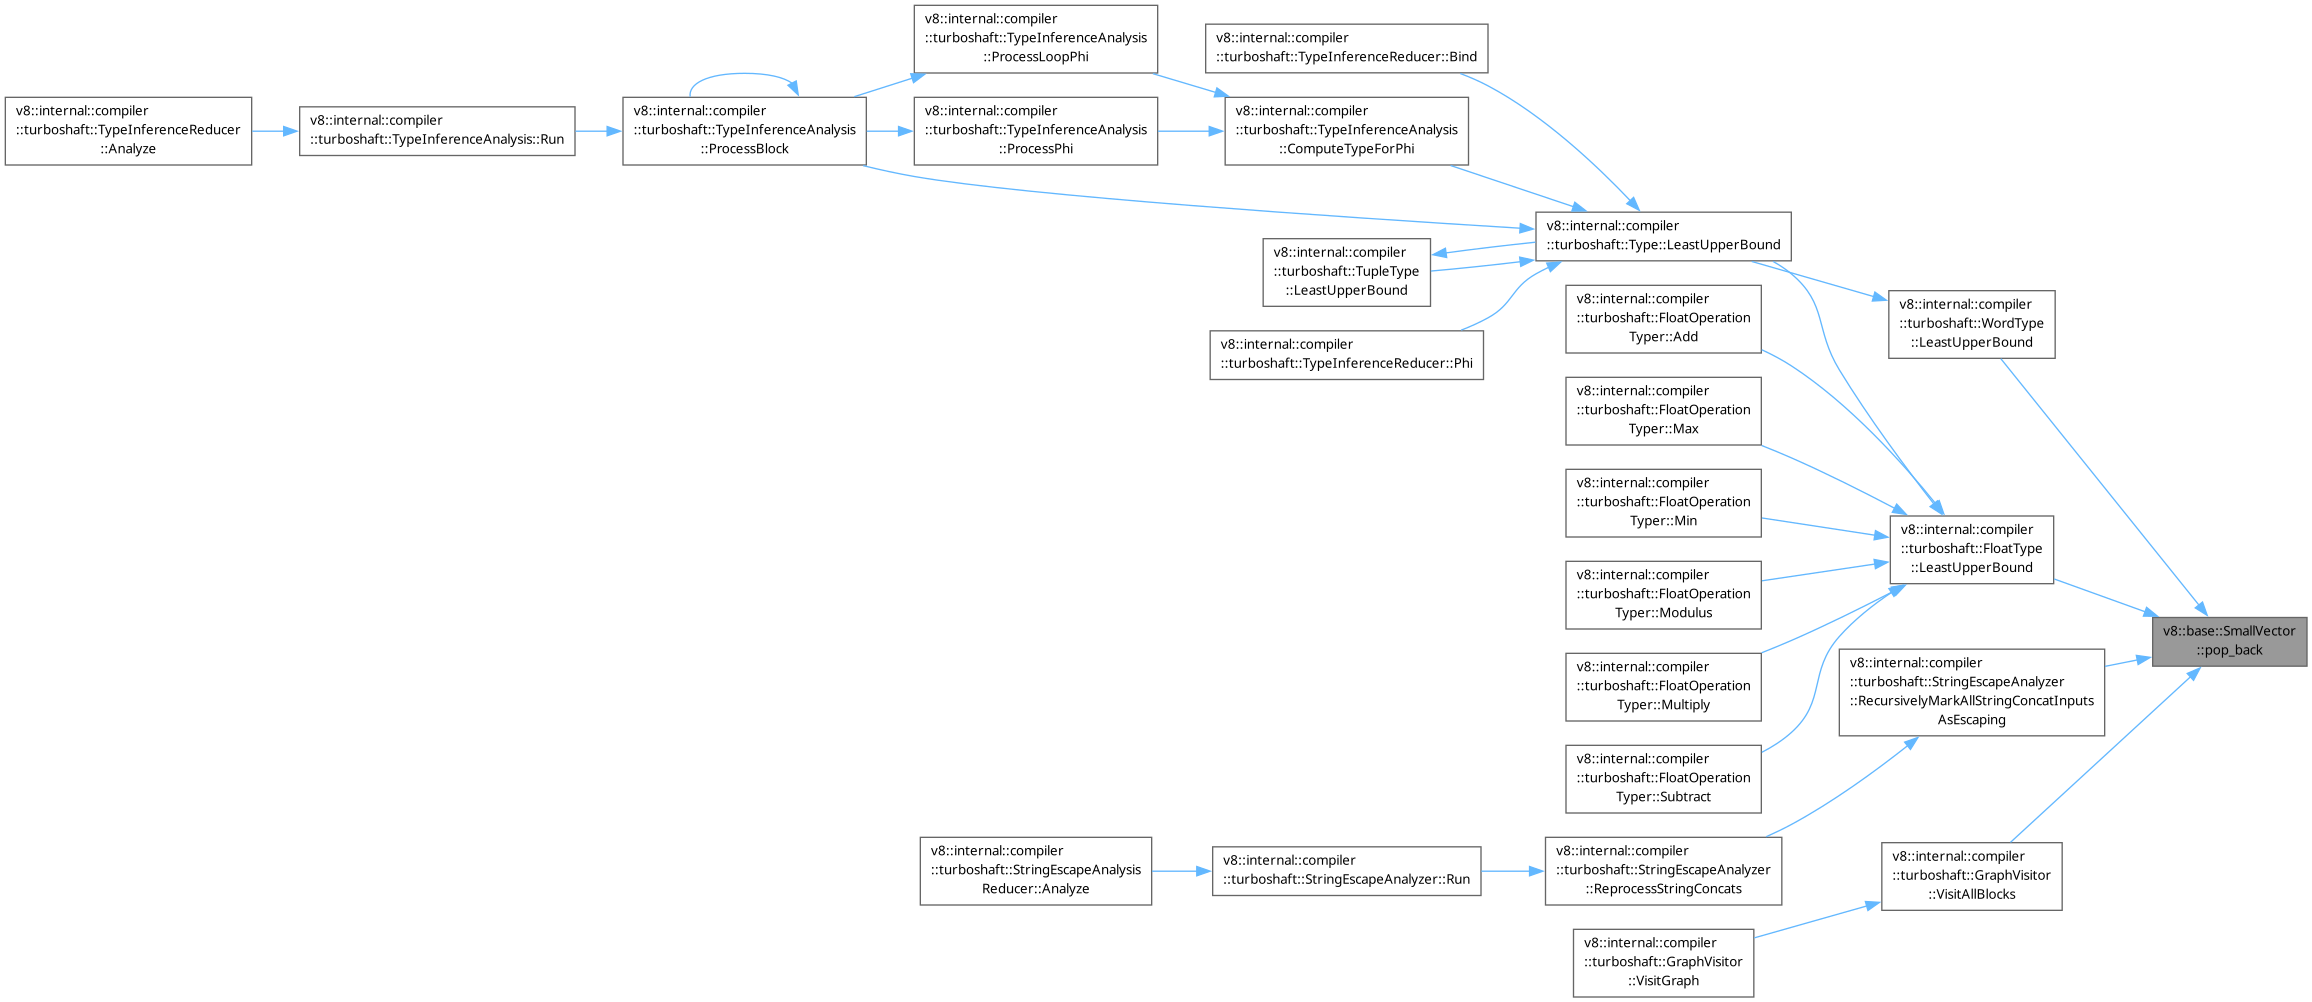 v8::internal::compiler
::turboshaft::TypeInferenceReducer
::Analyze
v8::internal::compiler
::turboshaft::TypeInferenceAnalysis::Run
v8::internal::compiler
::turboshaft::TypeInferenceAnalysis
::ProcessBlock
v8::internal::compiler
::turboshaft::TypeInferenceAnalysis
::ProcessLoopPhi
v8::internal::compiler
::turboshaft::TypeInferenceAnalysis
::ProcessPhi
v8::internal::compiler
::turboshaft::TypeInferenceReducer::Bind
v8::internal::compiler
::turboshaft::TypeInferenceAnalysis
::ComputeTypeForPhi
v8::internal::compiler
::turboshaft::TupleType
::LeastUpperBound
v8::internal::compiler
::turboshaft::TypeInferenceReducer::Phi
v8::internal::compiler
::turboshaft::Type::LeastUpperBound
v8::internal::compiler
::turboshaft::FloatOperation
Typer::Add
v8::internal::compiler
::turboshaft::FloatOperation
Typer::Max
v8::internal::compiler
::turboshaft::FloatOperation
Typer::Min
v8::internal::compiler
::turboshaft::FloatOperation
Typer::Modulus
v8::internal::compiler
::turboshaft::FloatOperation
Typer::Multiply
v8::internal::compiler
::turboshaft::FloatOperation
Typer::Subtract
v8::internal::compiler
::turboshaft::WordType
::LeastUpperBound
v8::internal::compiler
::turboshaft::FloatType
::LeastUpperBound
v8::base::SmallVector
::pop_back
v8::internal::compiler
::turboshaft::StringEscapeAnalyzer
::RecursivelyMarkAllStringConcatInputs
AsEscaping
v8::internal::compiler
::turboshaft::StringEscapeAnalysis
Reducer::Analyze
v8::internal::compiler
::turboshaft::StringEscapeAnalyzer::Run
v8::internal::compiler
::turboshaft::StringEscapeAnalyzer
::ReprocessStringConcats
v8::internal::compiler
::turboshaft::GraphVisitor
::VisitAllBlocks
v8::internal::compiler
::turboshaft::GraphVisitor
::VisitGraph